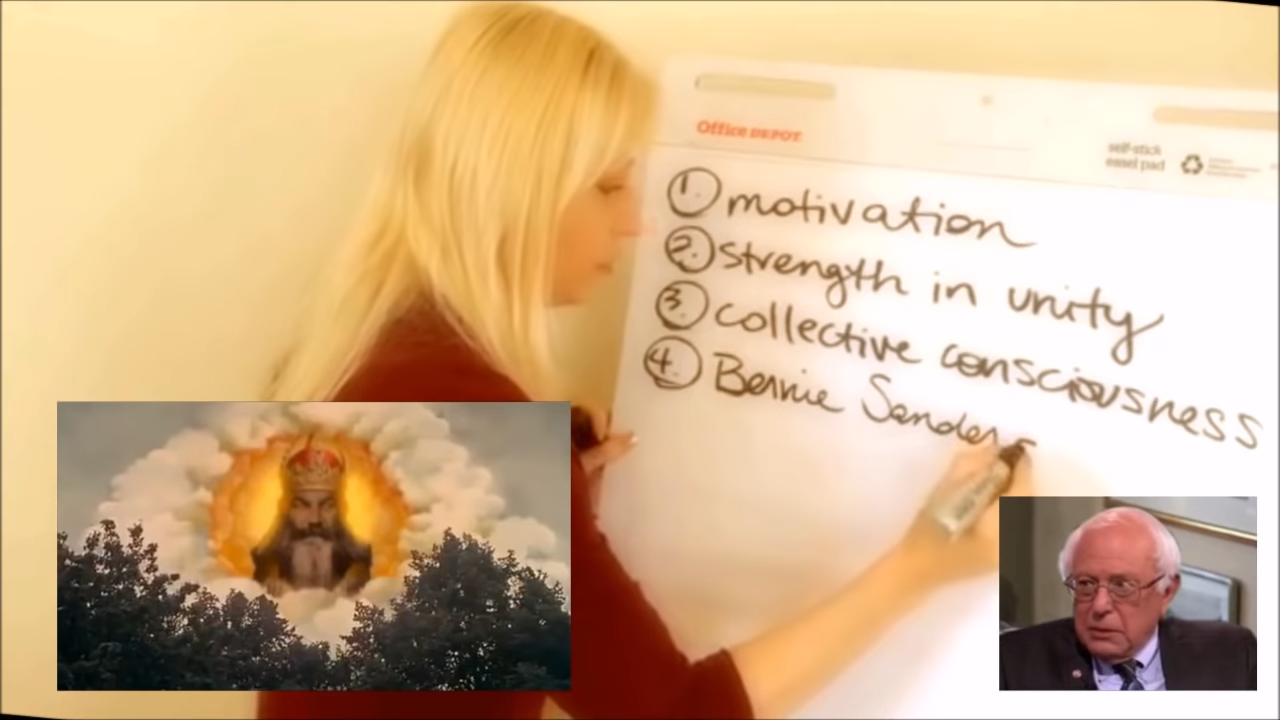 Office DEPOT
self-stick
easel pad
1. motivation
2. strength in unity
3. collective consciousness
4. Bernie Sanders